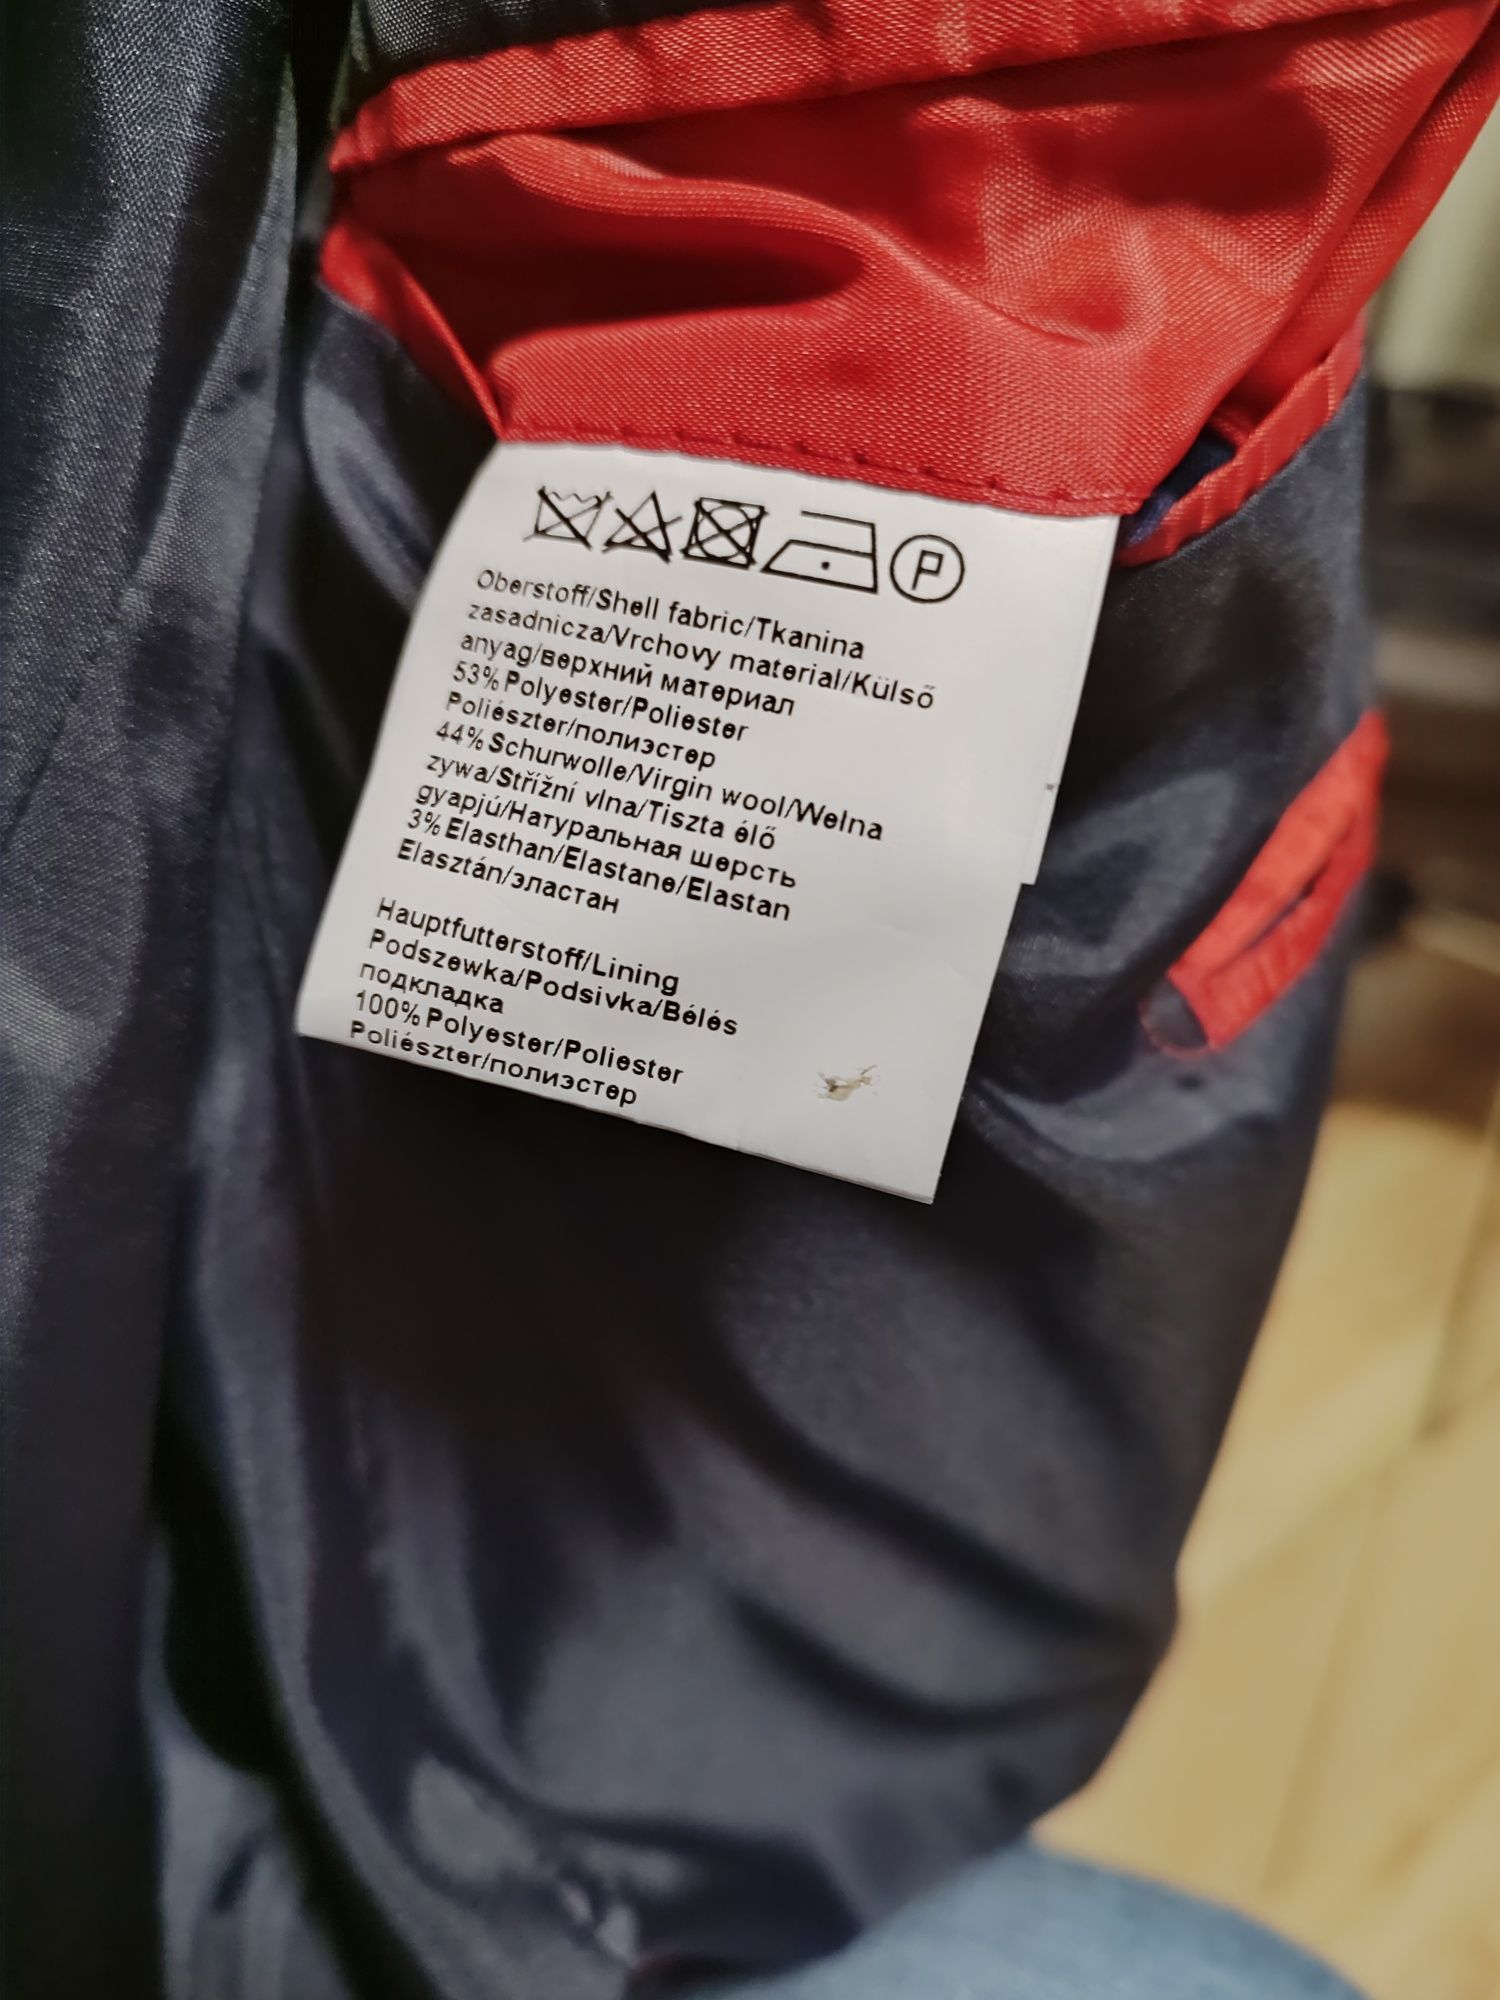 P
Oberstoff/Shell fabric/Tkanina
zasadnicza/Vrchovy material/Külső
anyag/верхний материал
53% Polyester/Poliester
Poliészter/полиэстер
44% Schurwolle/Virgin wool/Welna
zywa/Střížní vlna/Tiszta élő
gyapjú/Натуральная шерсть
3% Elasthan/Elastane/Elastan
Elasztán/эластан
Hauptfutterstoff/Lining
Podszewka/Podsivka/Bélés
подкладка
100% Polyester/Poliester
Poliészter/полиэстер